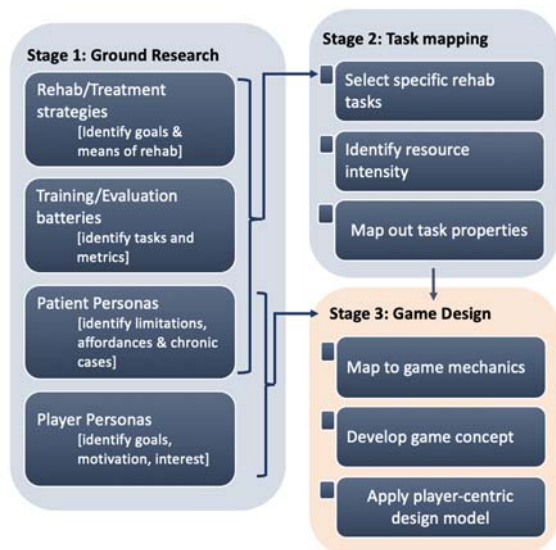 Stage 1: Ground Research
Rehab/Treatment
strategies
[Identify goals &
means of rehab]
Training/Evaluation
batteries
[identify tasks and
metrics]
Patient Personas
[identify limitations,
affordances & chronic
cases]
Player Personas
[identify goals,
motivation, interest]
Stage 2: Task mapping
Select specific rehab
tasks
Identify resource
intensity
Map out task properties
Stage 3: Game Design
Map to game mechanics
Develop game concept
Apply player-centric
design model